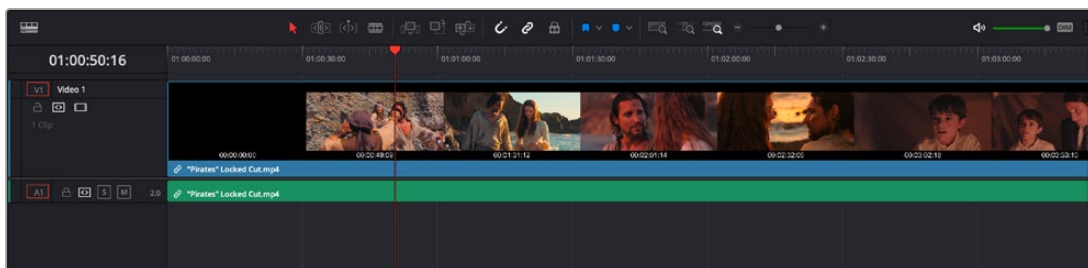 DIM
01:00:50:16
01:00:00:00
01:00:30:00
01:01:00:00
01:01:30:00
01:02:00:00
01:02:30:00
01:03:00:00
V1 Video 1
1 Clip
00:00:00:00
00:00:49:09
00:01:31:12
00:02:01:14
00:02:32:05
00:03:02:18
00:03:33:10
"Pirates" Locked Cut.mp4
A1 S M 2.0
"Pirates" Locked Cut.mp4